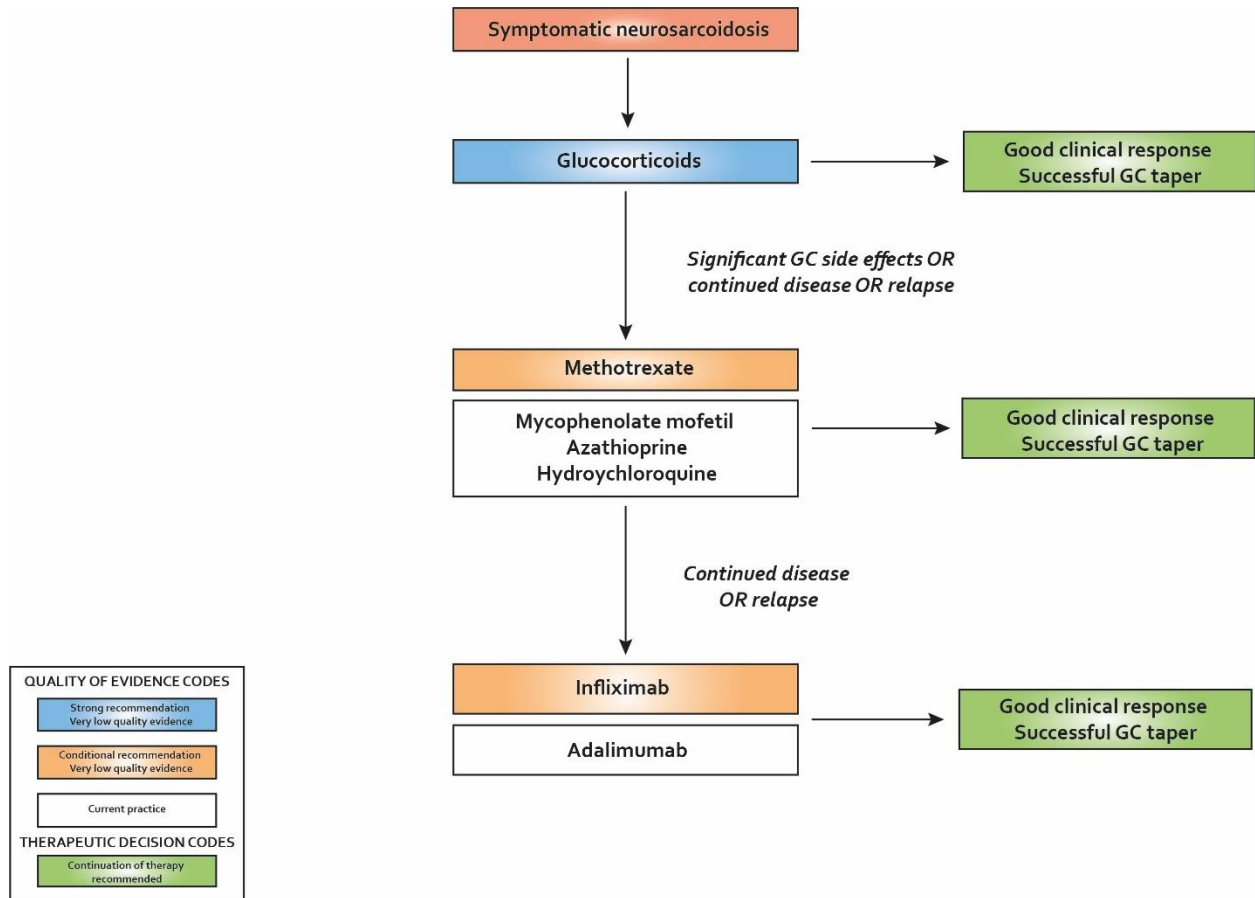 Symptomatic neurosarcoidosis
Glucocorticoids
Good clinical response
Successful GC taper
Significant GC side effects OR
continued disease OR relapse
Methotrexate
Mycophenolate mofetil
Azathioprine
Hydroychloroquine
Good clinical response
Successful GC taper
Continued disease
OR relapse
Infliximab
Adalimumab
Good clinical response
Successful GC taper
QUALITY OF EVIDENCE CODES
Strong recommendation
Very low quality evidence
Conditional recommendation
Very low quality evidence
Current practice
THERAPEUTIC DECISION CODES
Continuation of therapy
recommended